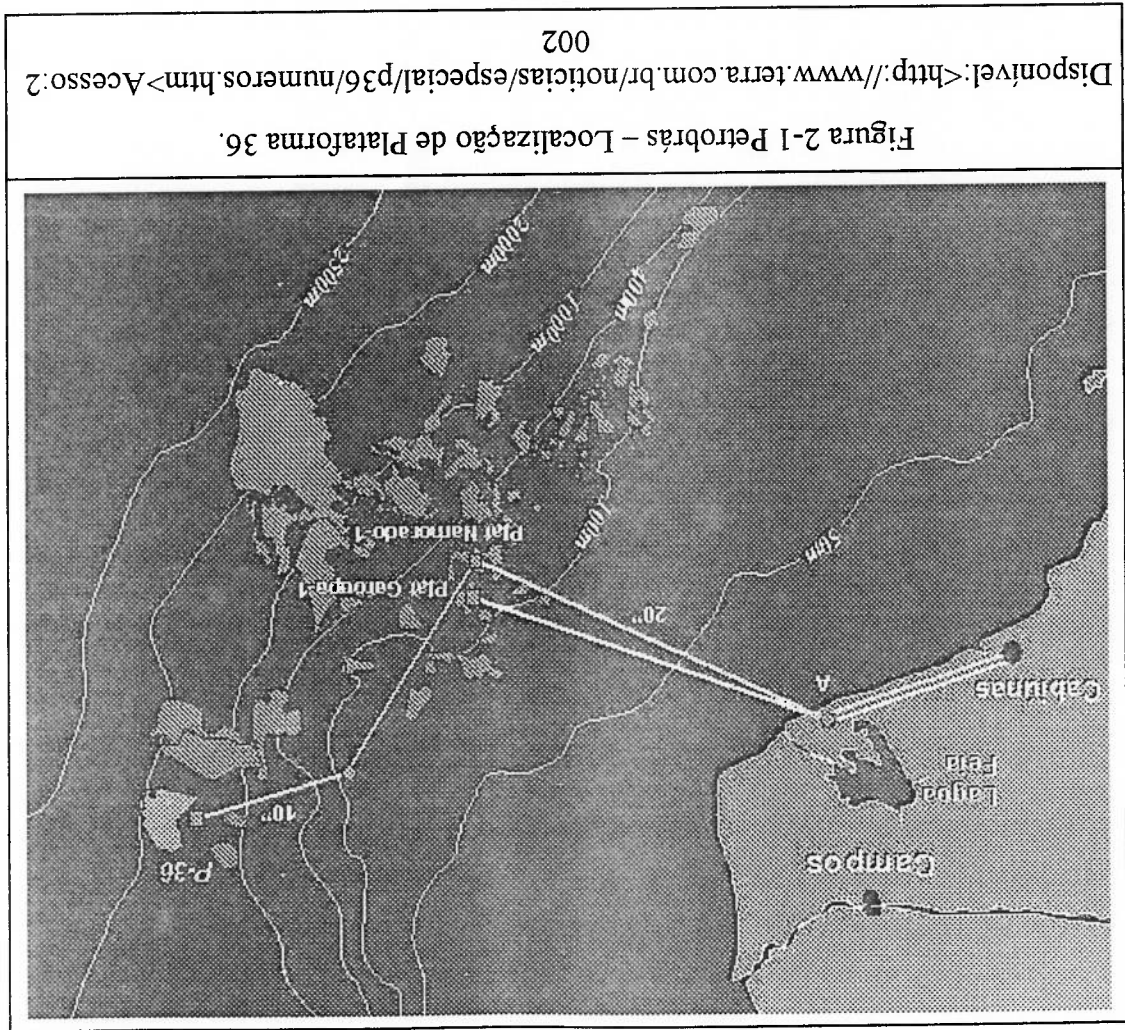 Campos
P-36
Lagoa
Feia
10"
Cabiúnas
A
20"
Plat Garoupa-1
Plat Namorado-1
50m
100m
400m
1000m
2000m
2500m
Figura 2-1 Petrobrás – Localização de Plataforma 36.
Disponível:<http://www.terra.com.br/noticias/especial/p36/numeros.htm>Acesso:2
002